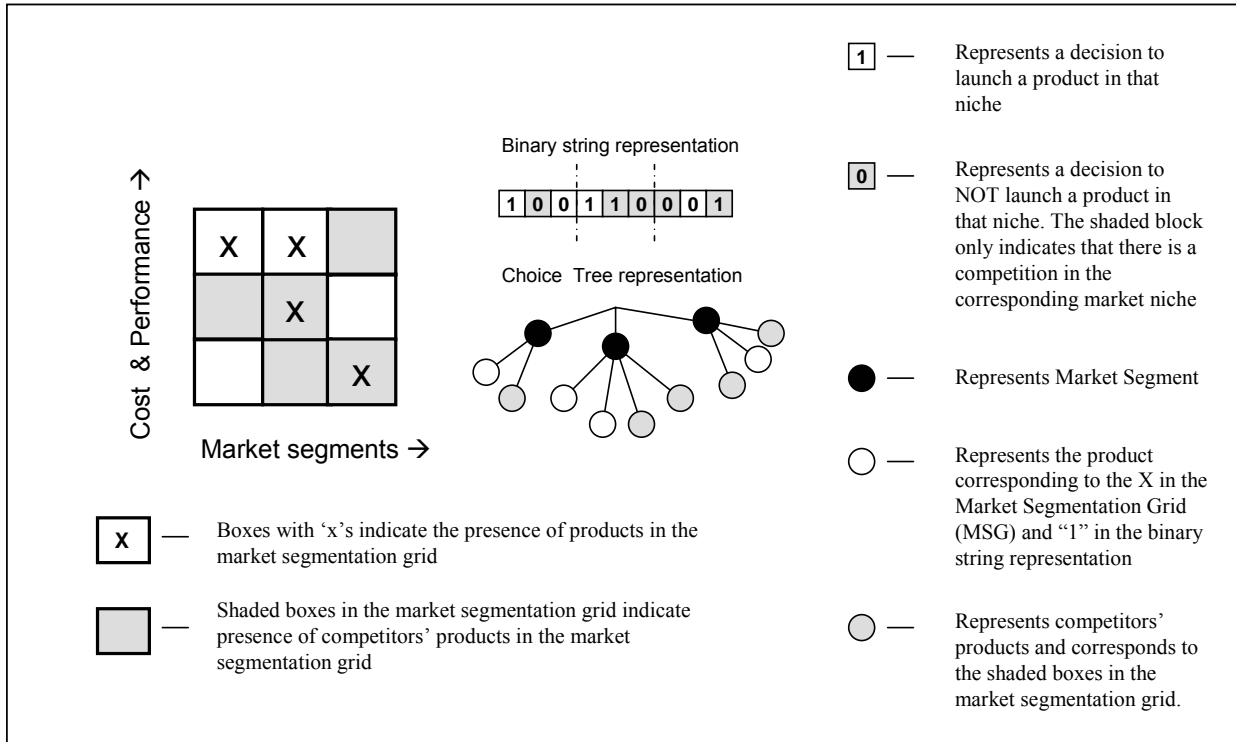 Cost & Performance →
X X
X
X
Market segments →
Binary string representation
1 0 0 1 1 0 0 0 1
Choice Tree representation
X —
Boxes with ‘x’s indicate the presence of products in the
market segmentation grid
—
Shaded boxes in the market segmentation grid indicate
presence of competitors’ products in the market
segmentation grid
1 —
Represents a decision to
launch a product in that
niche
0 —
Represents a decision to
NOT launch a product in
that niche. The shaded block
only indicates that there is a
competition in the
corresponding market niche
—
Represents Market Segment
—
Represents the product
corresponding to the X in the
Market Segmentation Grid
(MSG) and “1” in the binary
string representation
—
Represents competitors’
products and corresponds to
the shaded boxes in the
market segmentation grid.